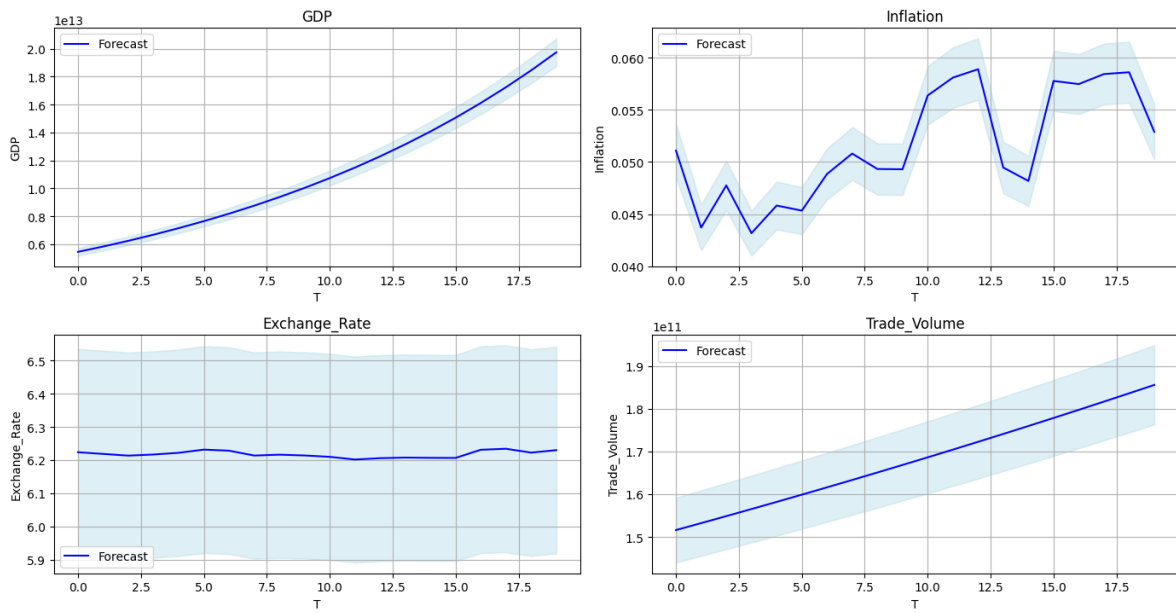 GDP
1e13
Forecast
2.0
1.8
1.6
1.4
1.2
1.0
0.8
0.6
GDP
0.0 2.5 5.0 7.5 10.0 12.5 15.0 17.5
T
Inflation
Forecast
0.060
0.055
0.050
0.045
0.040
Inflation
0.0 2.5 5.0 7.5 10.0 12.5 15.0 17.5
T
Exchange_Rate
6.5
6.4
6.3
6.2
6.1
6.0
5.9
Exchange_Rate
Forecast
0.0 2.5 5.0 7.5 10.0 12.5 15.0 17.5
T
Trade_Volume
1e11
Forecast
1.9
1.8
1.7
1.6
1.5
Trade_Volume
0.0 2.5 5.0 7.5 10.0 12.5 15.0 17.5
T